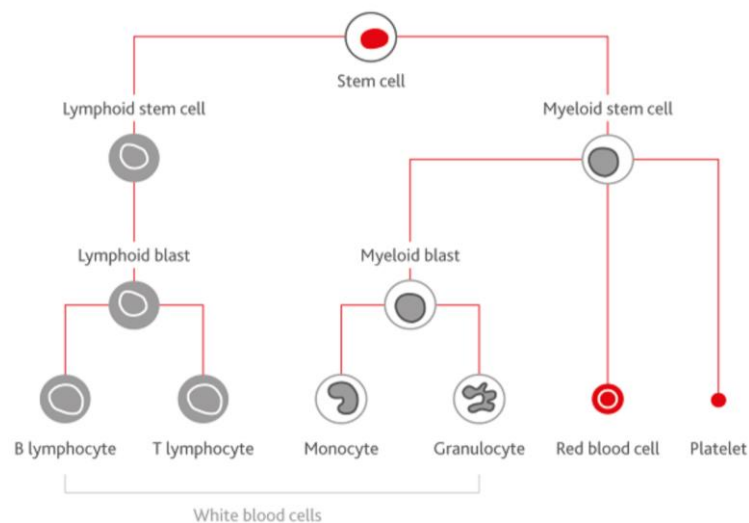 Stem cell
Lymphoid stem cell
Myeloid stem cell
Lymphoid blast
Myeloid blast
B lymphocyte
T lymphocyte
Monocyte
Granulocyte
Red blood cell
Platelet
White blood cells